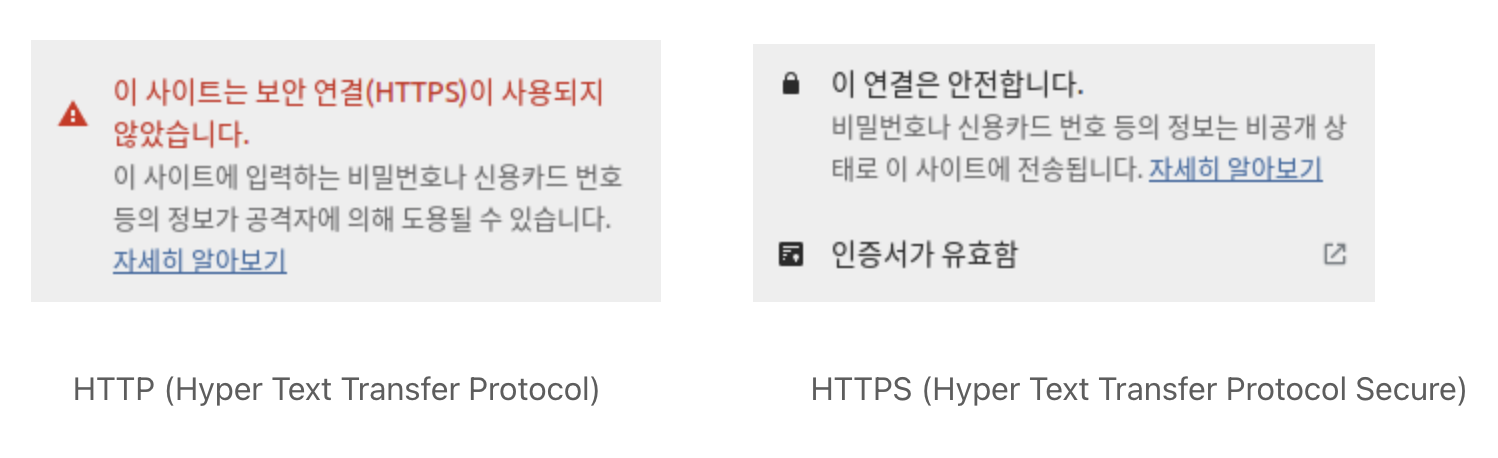 이 사이트는 보안 연결(HTTPS)이 사용되지
않았습니다.
이 사이트에 입력하는 비밀번호나 신용카드 번호
등의 정보가 공격자에 의해 도용될 수 있습니다.
자세히 알아보기
HTTP (Hyper Text Transfer Protocol)
이 연결은 안전합니다.
비밀번호나 신용카드 번호 등의 정보는 비공개 상
태로 이 사이트에 전송됩니다. 자세히 알아보기
인증서가 유효함
HTTPS (Hyper Text Transfer Protocol Secure)